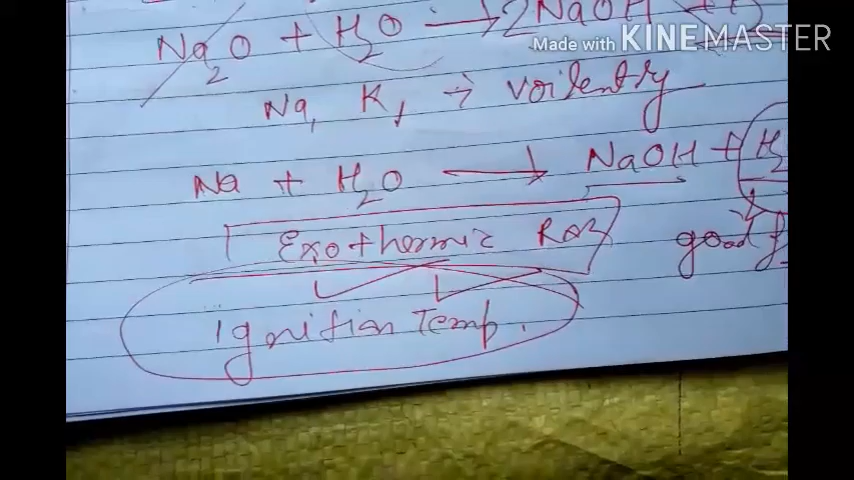 Na₂O + H₂O → 2NaOH +
Made with KINEMASTER
Na, K, → voilently
Na + H₂O → NaOH + H₂
Exothermic Rxn
good f
Ignition Temp.